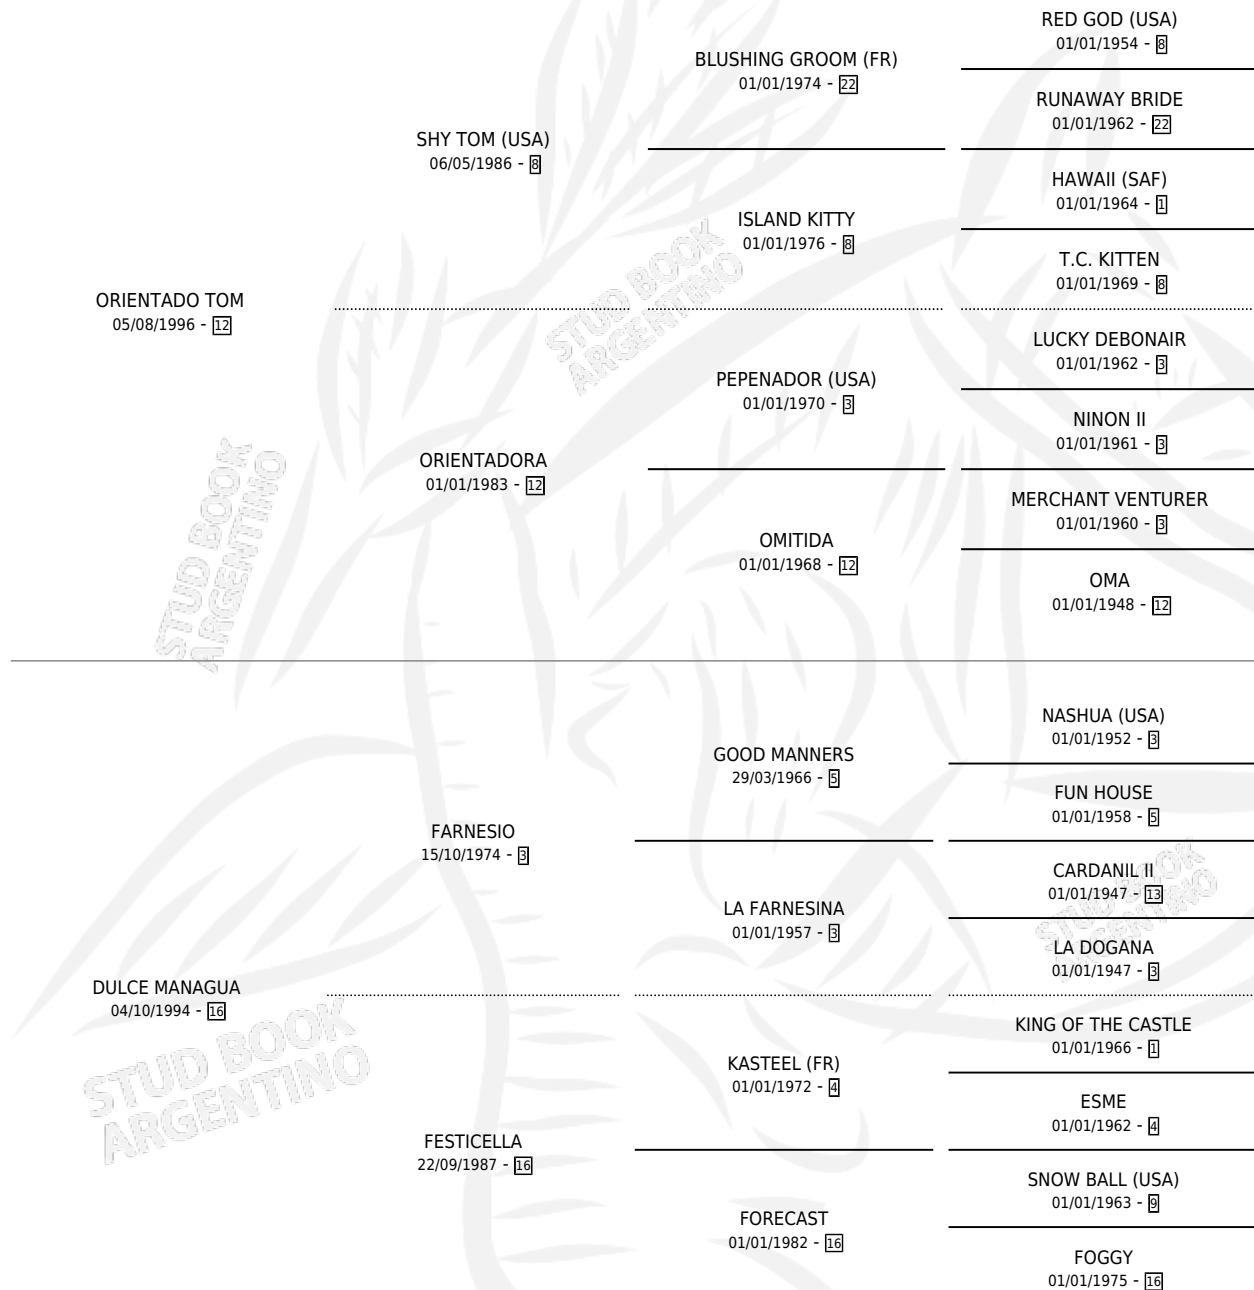 RED GOD (USA)
01/01/1954 - 8
BLUSHING GROOM (FR)
01/01/1974 - 22
RUNAWAY BRIDE
01/01/1962 - 22
SHY TOM (USA)
06/05/1986 - 8
HAWAII (SAF)
01/01/1964 - 1
ISLAND KITTY
01/01/1976 - 8
T.C. KITTEN
01/01/1969 - 8
ORIENTADO TOM
05/08/1996 - 12
LUCKY DEBONAIR
01/01/1962 - 3
PEPENADOR (USA)
01/01/1970 - 3
NINON II
01/01/1961 - 3
ORIENTADORA
01/01/1983 - 12
MERCHANT VENTURER
01/01/1960 - 3
OMITIDA
01/01/1968 - 12
OMA
01/01/1948 - 12
NASHUA (USA)
01/01/1952 - 3
GOOD MANNERS
29/03/1966 - 5
FUN HOUSE
01/01/1958 - 5
FARNESIO
15/10/1974 - 3
CARDANIL II
01/01/1947 - 13
LA FARNESINA
01/01/1957 - 3
LA DOGANA
01/01/1947 - 3
DULCE MANAGUA
04/10/1994 - 16
KING OF THE CASTLE
01/01/1966 - 1
KASTEEL (FR)
01/01/1972 - 4
ESME
01/01/1962 - 4
FESTICELLA
22/09/1987 - 16
SNOW BALL (USA)
01/01/1963 - 9
FORECAST
01/01/1982 - 16
FOGGY
01/01/1975 - 16
STUD BOOK
ARGENTINO
STUD BOOK
ARGENTINO
STUD BOOK
ARGENTINO
STUD BOOK
ARGENTINO